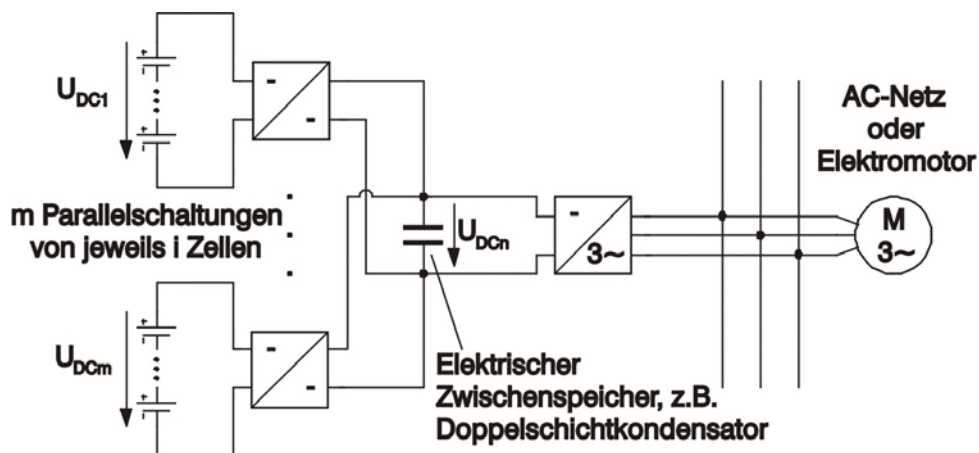 U_DC1
m Parallelschaltungen
von jeweils i Zellen
U_DCm
U_DCn
3~
Elektrischer
Zwischenspeicher, z.B.
Doppelschichtkondensator
AC-Netz
oder
Elektromotor
M
3~